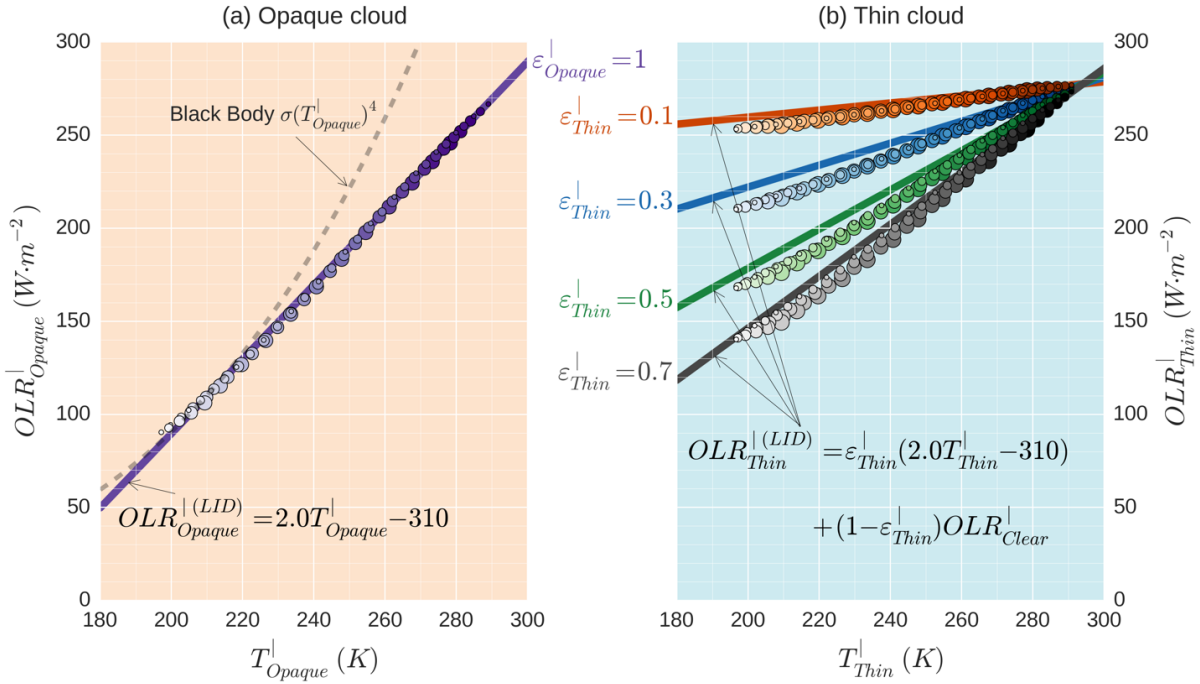 (a) Opaque cloud
(b) Thin cloud
OLR|Opaque (W·m−2)
300
250
200
150
100
50
0
180
200
220
240
260
280
300
T|Opaque (K)
Black Body σ(T|Opaque)4
OLR|(LID)Opaque =2.0T|Opaque−310
ε|Opaque=1
ε|Thin=0.1
ε|Thin=0.3
ε|Thin=0.5
ε|Thin=0.7
OLR|(LID)Thin =ε|Thin(2.0T|Thin−310)
+(1−ε|Thin)OLR|Clear
180
200
220
240
260
280
300
T|Thin (K)
300
250
200
150
100
50
0
OLR|Thin (W·m−2)